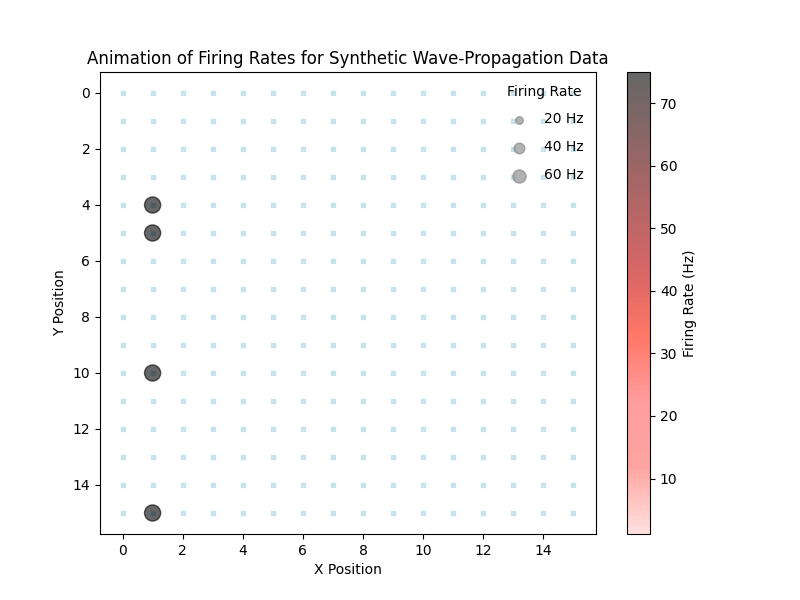 Animation of Firing Rates for Synthetic Wave-Propagation Data
Firing Rate
20 Hz
40 Hz
60 Hz
0
2
4
6
8
10
12
14
Y Position
0 2 4 6 8 10 12 14
X Position
70
60
50
40
30
20
10
Firing Rate (Hz)